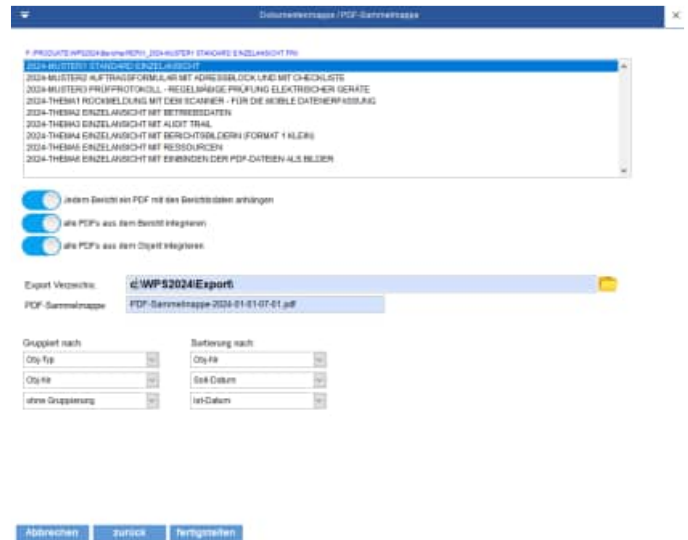 Dokumentenmappe / PDF-Sammelmappe
2024-MUSTER1 STANDARD EINZELANSICHT
2024-MUSTER2 AUFTRAGSFORMULAR MIT ADRESSBLOCK UND MIT CHECKLISTE
2024-MUSTER3 PRÜFPROTOKOLL - REGELMÄßIGE PRÜFUNG ELEKTRISCHER GERÄTE
2024-THEMA1 RÜCKMELDUNG MIT DEM SCANNER - FÜR DIE MOBILE DATENERFASSUNG
2024-THEMA2 EINZELANSICHT MIT BETRIEBSDATEN
2024-THEMA3 EINZELANSICHT MIT AUDIT TRAIL
2024-THEMA4 EINZELANSICHT MIT BERICHTSBILDERN (FORMAT 1 KLEIN)
2024-THEMA5 EINZELANSICHT MIT RESSOURCEN
2024-THEMA6 EINZELANSICHT MIT EINBINDEN DER PDF-DATEIEN ALS BILDER
Jedem Bericht ein PDF mit den Berichtsdaten anhängen
alle PDFs aus dem Bericht integrieren
alle PDFs aus dem Objekt integrieren
Export Verzeichnis: c:\WPS2024\Export\
PDF-Sammelmappe PDF-Sammelmappe-2024-01-01-07-01.pdf
Gruppiert nach Sortierung nach:
Obj-Typ Obj-Nr
Obj-Nr Soll-Datum
ohne Gruppierung Ist-Datum
Abbrechen zurück fertigstellen